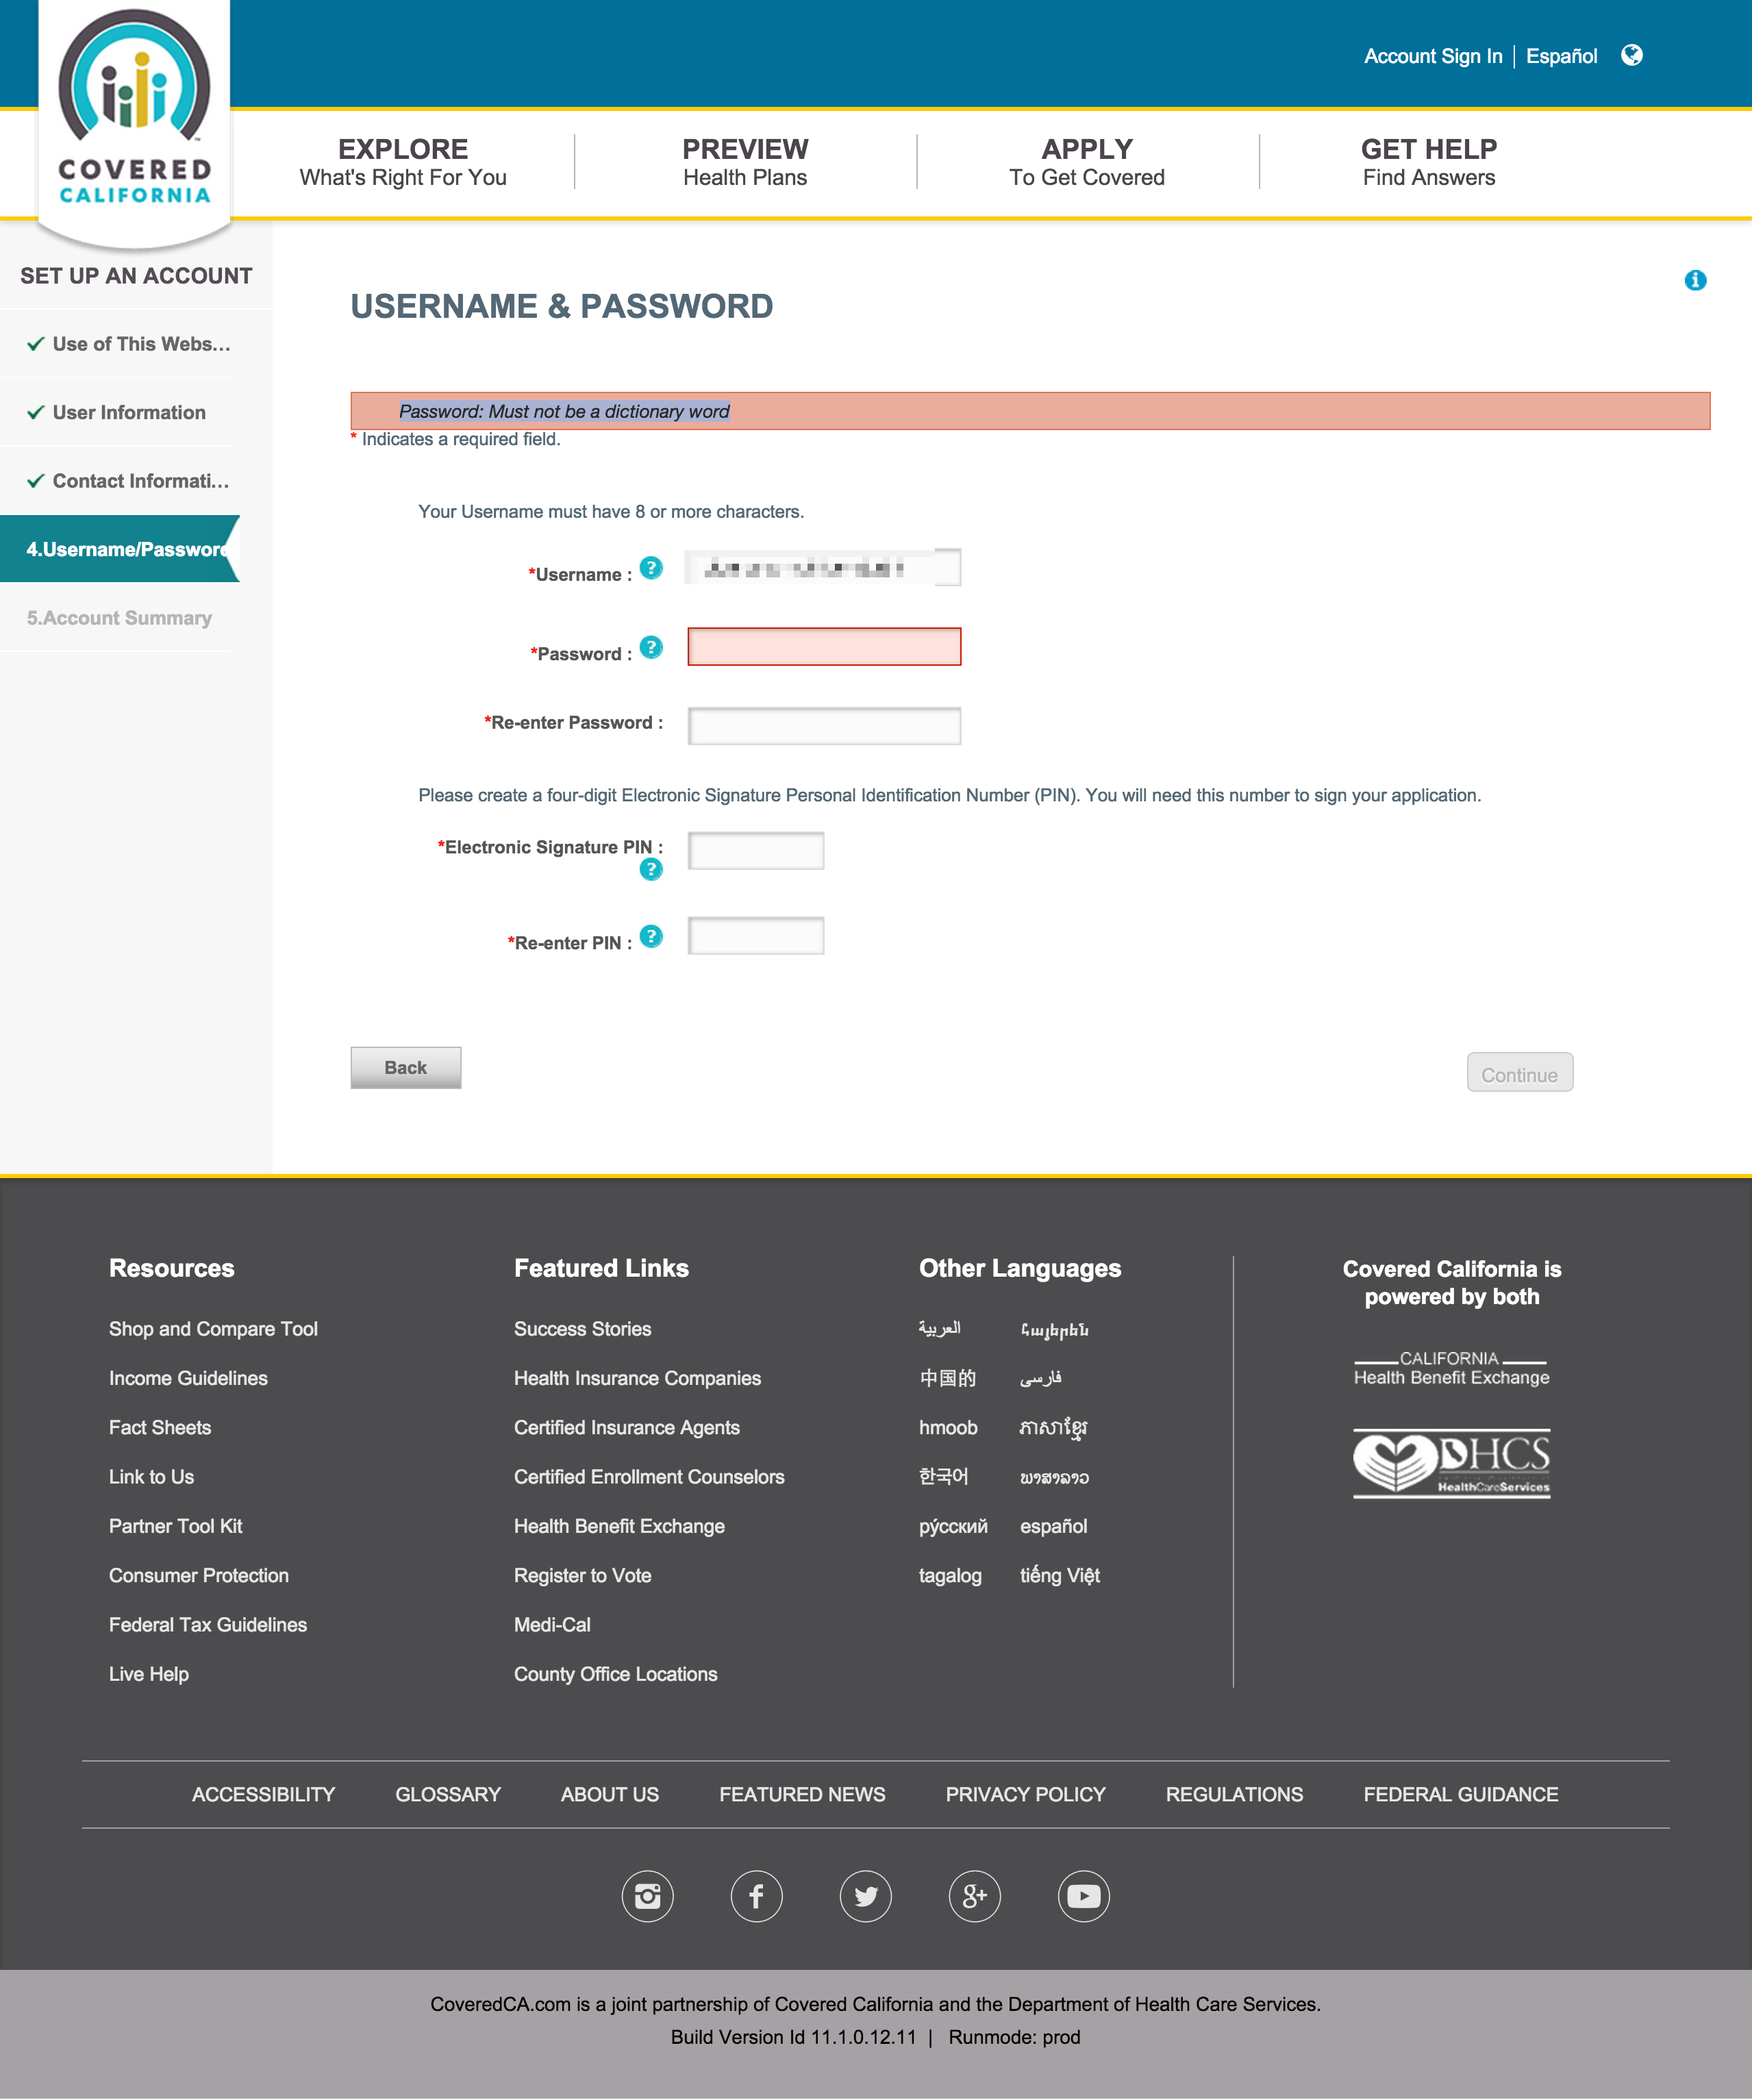 Account Sign In | Español
COVERED
CALIFORNIA
EXPLORE
What's Right For You
PREVIEW
Health Plans
APPLY
To Get Covered
GET HELP
Find Answers
SET UP AN ACCOUNT
Use of This Webs...
User Information
Contact Informati...
4.Username/Password
5.Account Summary
USERNAME & PASSWORD
Password: Must not be a dictionary word
* Indicates a required field.
Your Username must have 8 or more characters.
*Username : ?
*Password : ?
*Re-enter Password :
Please create a four-digit Electronic Signature Personal Identification Number (PIN). You will need this number to sign your application.
*Electronic Signature PIN :
?
*Re-enter PIN : ?
Back
Continue
Resources
Shop and Compare Tool
Income Guidelines
Fact Sheets
Link to Us
Partner Tool Kit
Consumer Protection
Federal Tax Guidelines
Live Help
Featured Links
Success Stories
Health Insurance Companies
Certified Insurance Agents
Certified Enrollment Counselors
Health Benefit Exchange
Register to Vote
Medi-Cal
County Office Locations
Other Languages
العربية Հայերեն
中国的 فارسی
hmoob ភាសាខ្មែរ
한국어 ພາສາລາວ
ру́сский español
tagalog tiếng Việt
Covered California is
powered by both
CALIFORNIA
Health Benefit Exchange
DHCS
HealthCareServices
ACCESSIBILITY GLOSSARY ABOUT US FEATURED NEWS PRIVACY POLICY REGULATIONS FEDERAL GUIDANCE
CoveredCA.com is a joint partnership of Covered California and the Department of Health Care Services.
Build Version Id 11.1.0.12.11 | Runmode: prod